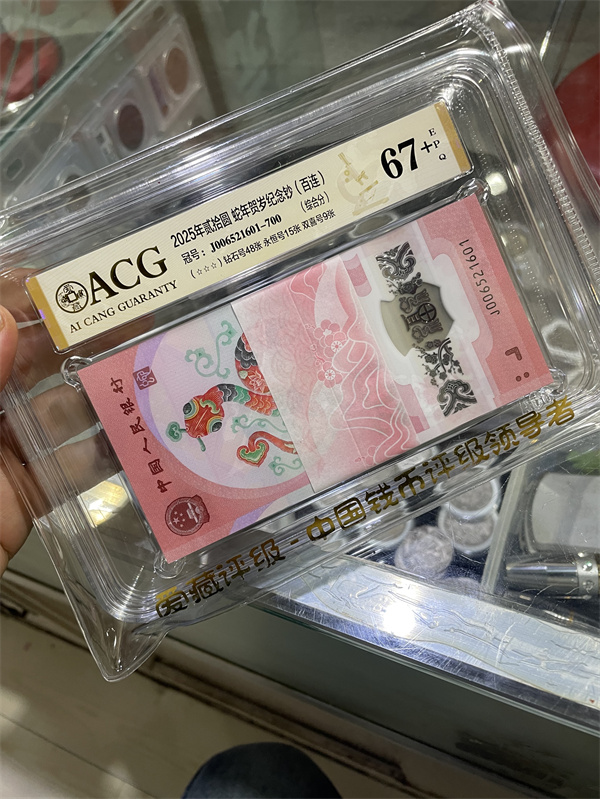 ACG
AI CANG GUARANTY
2025年贰拾圆 蛇年贺岁纪念钞（百连）
冠号：J006521601-700
(综合分)
(☆☆☆) 钻石号48张 永恒号15张 双喜号9张
67+
EPQ
中国人民银行
J006521601
爱藏评级-中国钱币评级领导者